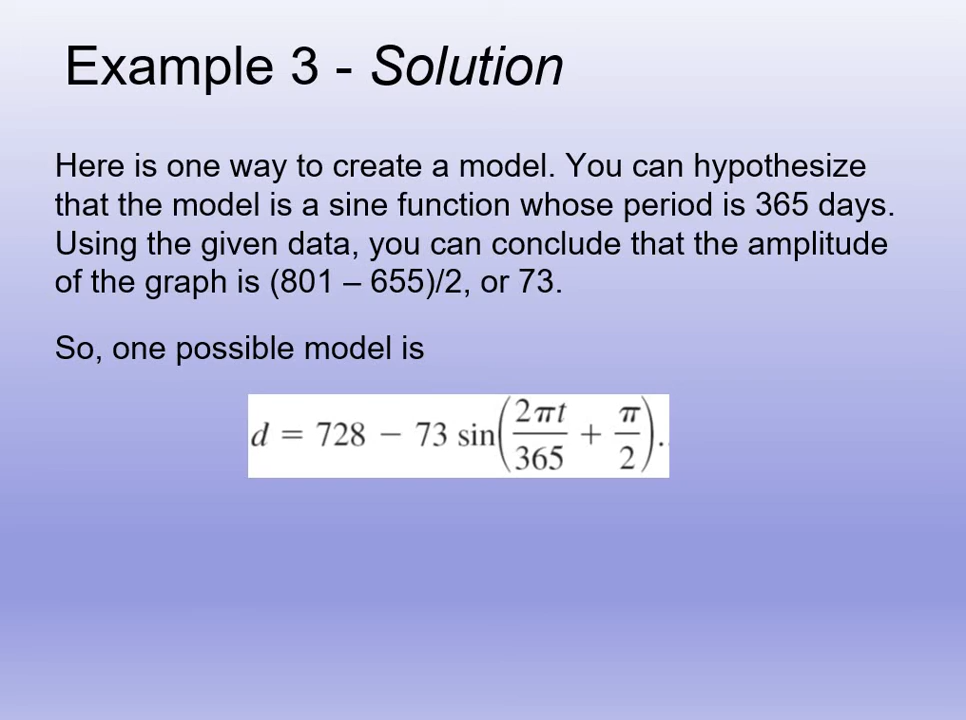 Example 3 - Solution
Here is one way to create a model. You can hypothesize
that the model is a sine function whose period is 365 days.
Using the given data, you can conclude that the amplitude
of the graph is (801 – 655)/2, or 73.
So, one possible model is
d = 728 − 73 sin(2πt/365 + π/2).